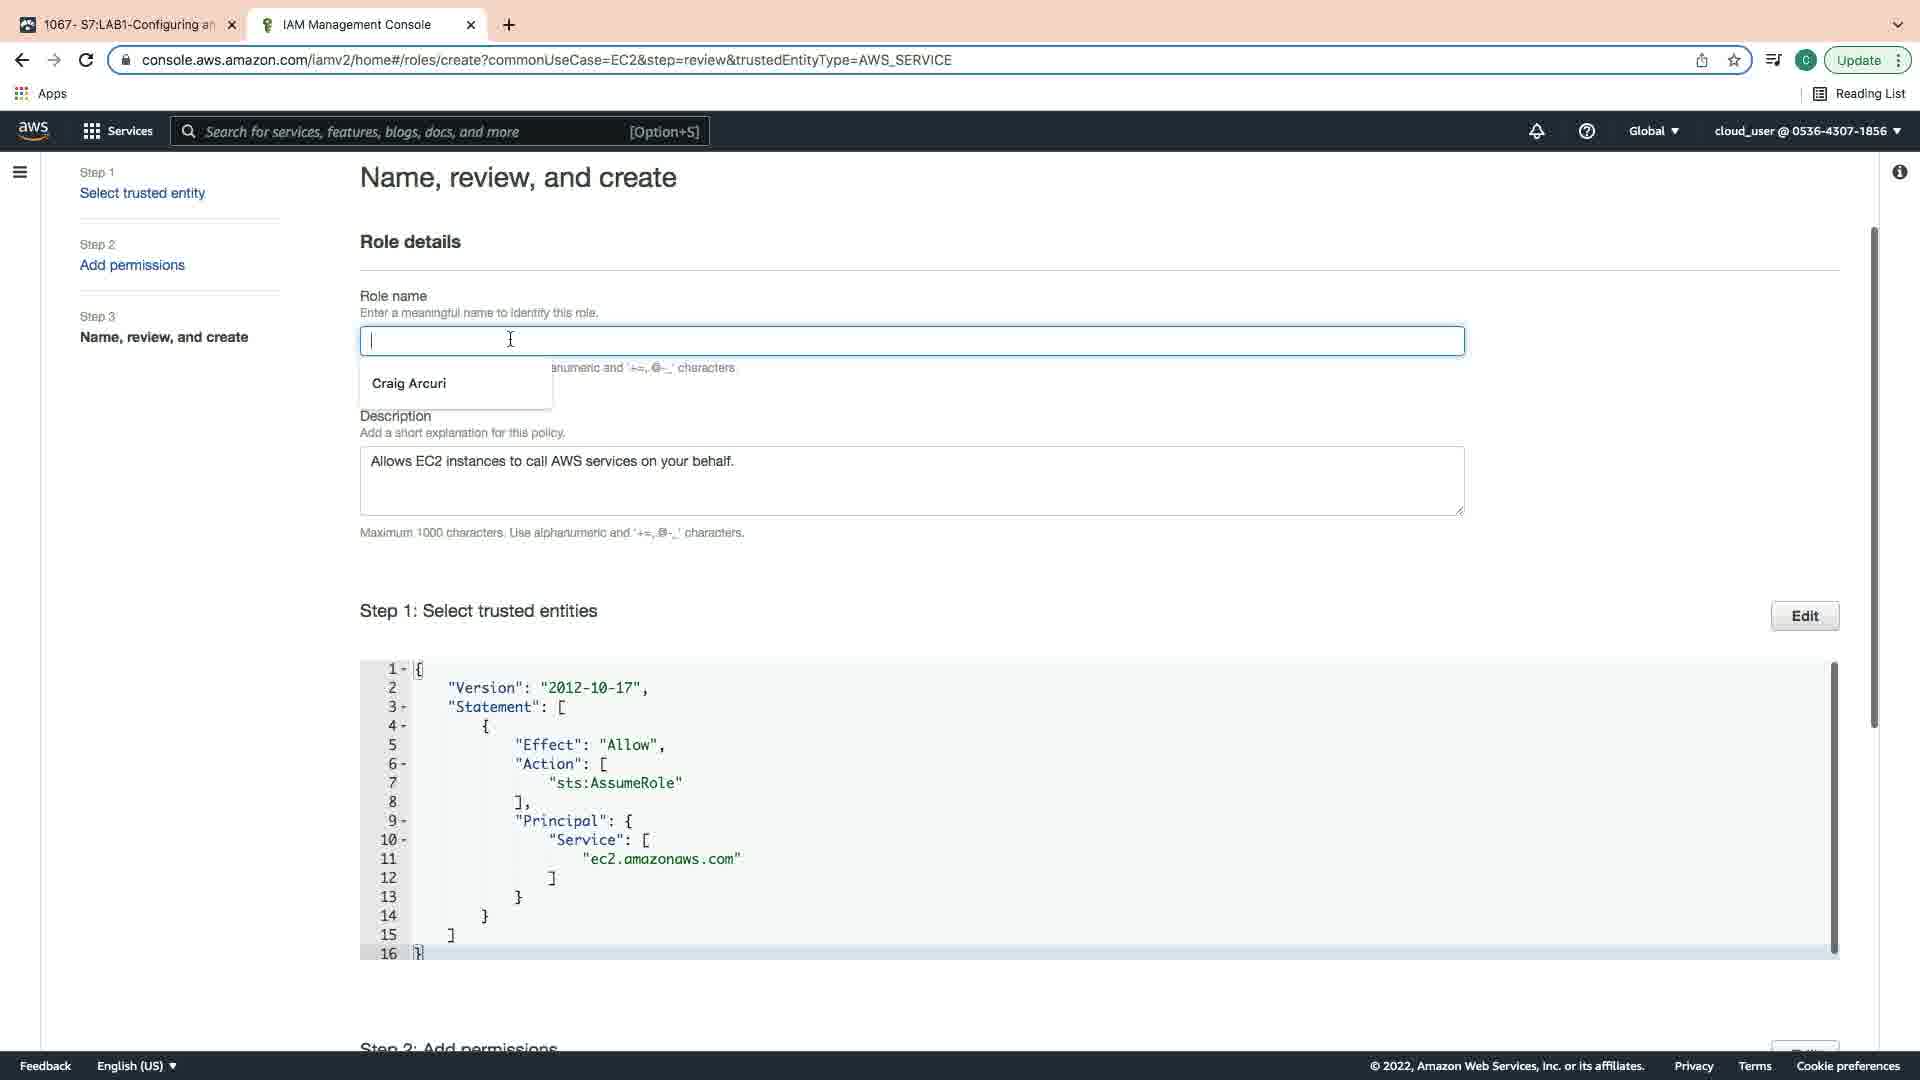 1067- S7:LAB1-Configuring an
IAM Management Console
console.aws.amazon.com/iamv2/home#/roles/create?commonUseCase=EC2&step=review&trustedEntityType=AWS_SERVICE
C
Update
Apps
Reading List
aws
Services
Search for services, features, blogs, docs, and more
[Option+S]
Global
cloud_user @ 0536-4307-1856
Step 1
Select trusted entity
Step 2
Add permissions
Step 3
Name, review, and create
Name, review, and create
Role details
Role name
Enter a meaningful name to identify this role.
anumeric and '+=,.@-_' characters.
Craig Arcuri
Description
Add a short explanation for this policy.
Allows EC2 instances to call AWS services on your behalf.
Maximum 1000 characters. Use alphanumeric and '+=,.@-_' characters.
Step 1: Select trusted entities
Edit
1 {
2 "Version": "2012-10-17",
3 "Statement": [
4 {
5 "Effect": "Allow",
6 "Action": [
7 "sts:AssumeRole"
8 ],
9 "Principal": {
10 "Service": [
11 "ec2.amazonaws.com"
12 ]
13 }
14 }
15 ]
16 }
Step 2: Add permissions
Feedback
English (US)
© 2022, Amazon Web Services, Inc. or its affiliates.
Privacy
Terms
Cookie preferences